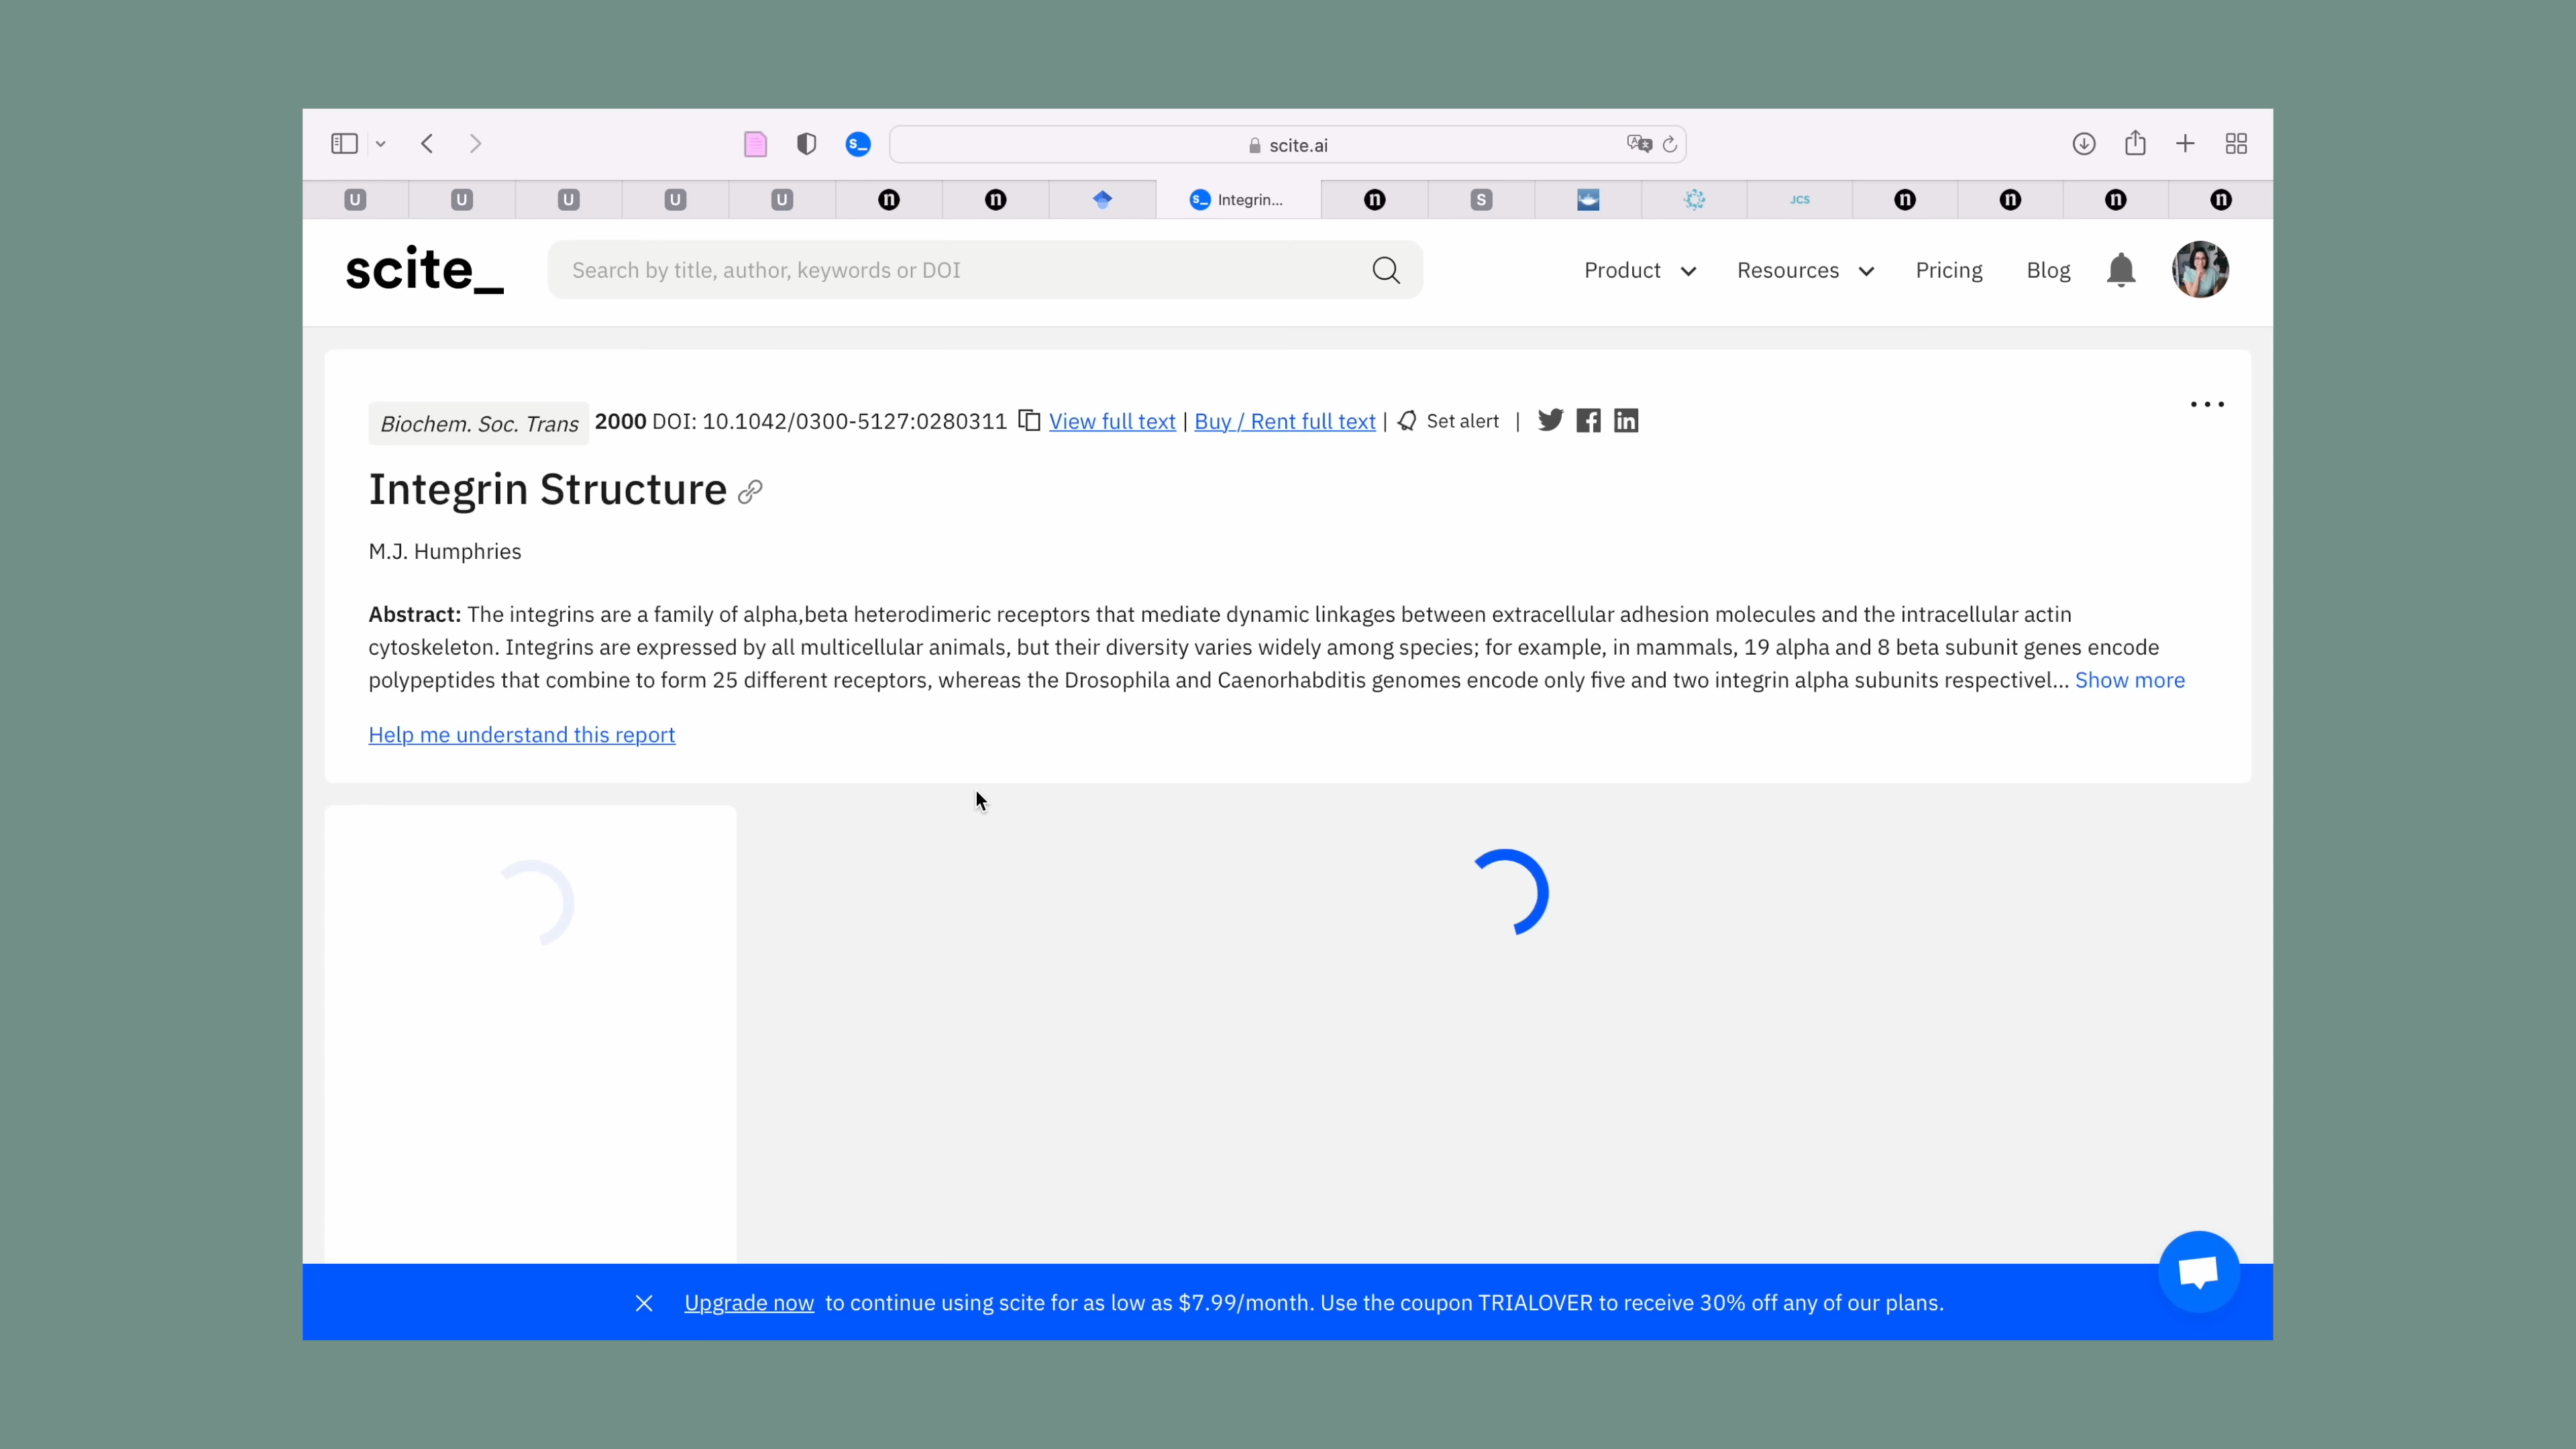 scite.ai
U
U
U
U
U
n
n
s_ Integrin...
n
S
JCS
n
n
n
n
scite_
Search by title, author, keywords or DOI
Product
Resources
Pricing
Blog
Biochem. Soc. Trans 2000 DOI: 10.1042/0300-5127:0280311 View full text | Buy / Rent full text | Set alert |
Integrin Structure
M.J. Humphries
Abstract: The integrins are a family of alpha,beta heterodimeric receptors that mediate dynamic linkages between extracellular adhesion molecules and the intracellular actin
cytoskeleton. Integrins are expressed by all multicellular animals, but their diversity varies widely among species; for example, in mammals, 19 alpha and 8 beta subunit genes encode
polypeptides that combine to form 25 different receptors, whereas the Drosophila and Caenorhabditis genomes encode only five and two integrin alpha subunits respectivel... Show more
Help me understand this report
Upgrade now to continue using scite for as low as $7.99/month. Use the coupon TRIALOVER to receive 30% off any of our plans.